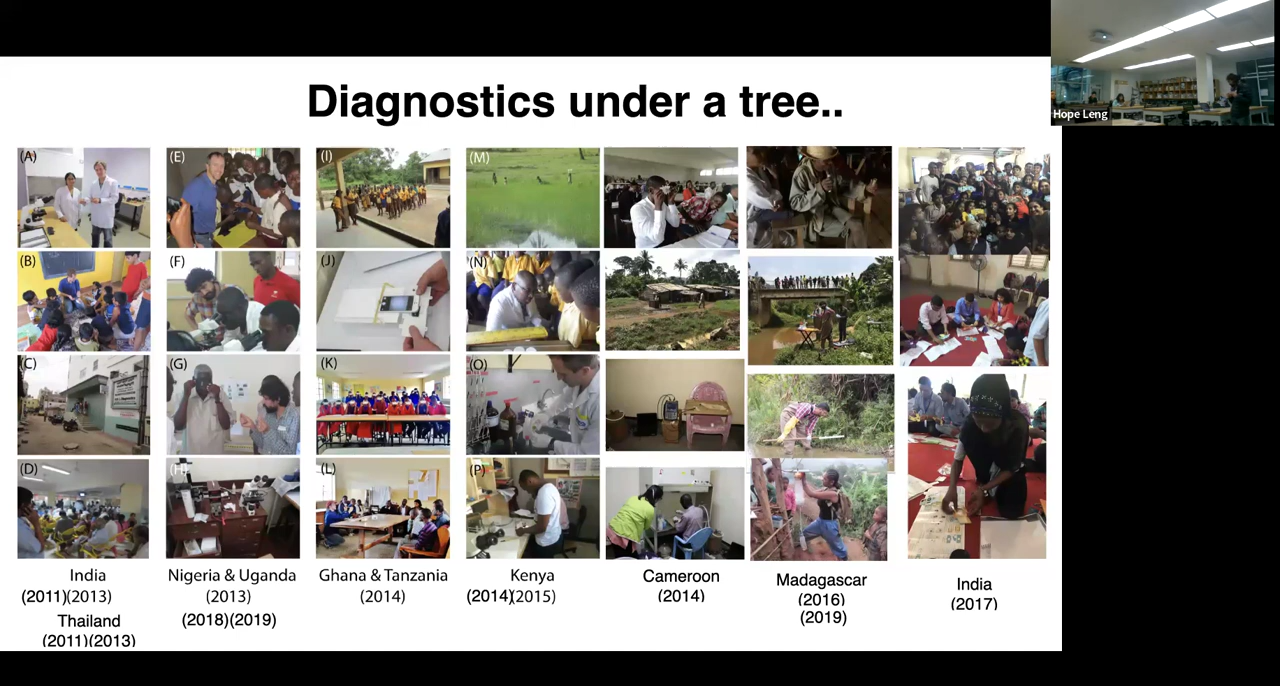 Diagnostics under a tree..
Hope Leng
(A)
(E)
(I)
(M)
(B)
(F)
(J)
(N)
(C)
(G)
(K)
(O)
(D)
(H)
(L)
(P)
India
(2011)(2013)
Thailand
(2011)(2013)
Nigeria & Uganda
(2013)
(2018)(2019)
Ghana & Tanzania
(2014)
Kenya
(2014)(2015)
Cameroon
(2014)
Madagascar
(2016)
(2019)
India
(2017)